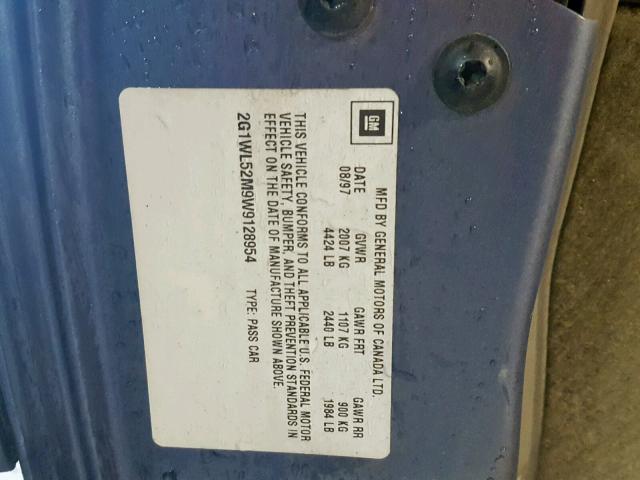 GM
MFD BY GENERAL MOTORS OF CANADA LTD.
DATE GVWR GAWR FRT GAWR RR
08/97 2007 KG 1107 KG 900 KG
4424 LB 2440 LB 1984 LB
THIS VEHICLE CONFORMS TO ALL APPLICABLE U.S. FEDERAL MOTOR
VEHICLE SAFETY, BUMPER, AND THEFT PREVENTION STANDARDS IN
EFFECT ON THE DATE OF MANUFACTURE SHOWN ABOVE.
2G1WL52M9W9128954 TYPE: PASS CAR